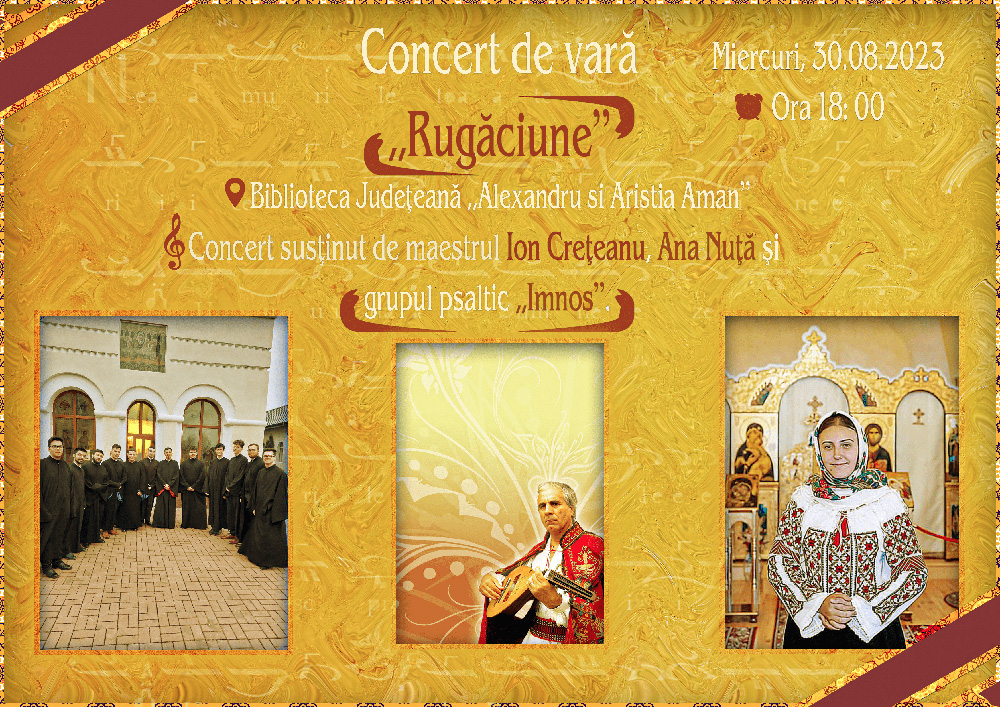 Concert de vară
Miercuri, 30.08.2023
Ora 18: 00
„Rugăciune”
Biblioteca Județeană „Alexandru si Aristia Aman”
Concert susținut de maestrul Ion Crețeanu, Ana Nuță și
grupul psaltic „Imnos”.